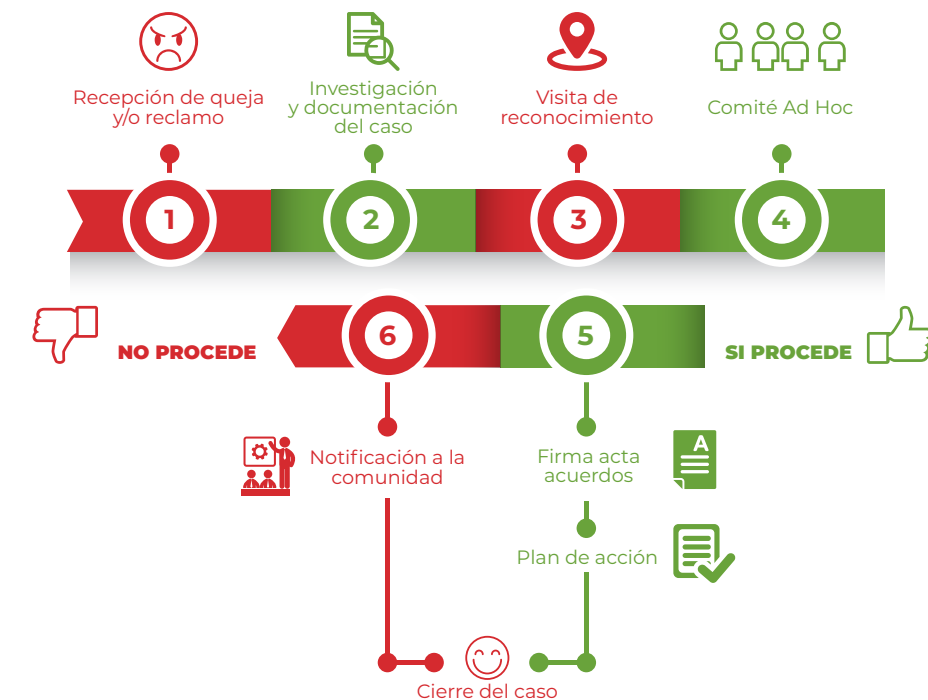 Recepción de queja
y/o reclamo
Investigación
y documentación
del caso
Visita de
reconocimiento
Comité Ad Hoc
1
2
3
4
NO PROCEDE
6
5
SI PROCEDE
Notificación a la
comunidad
Firma acta
acuerdos
A
Plan de acción
Cierre del caso